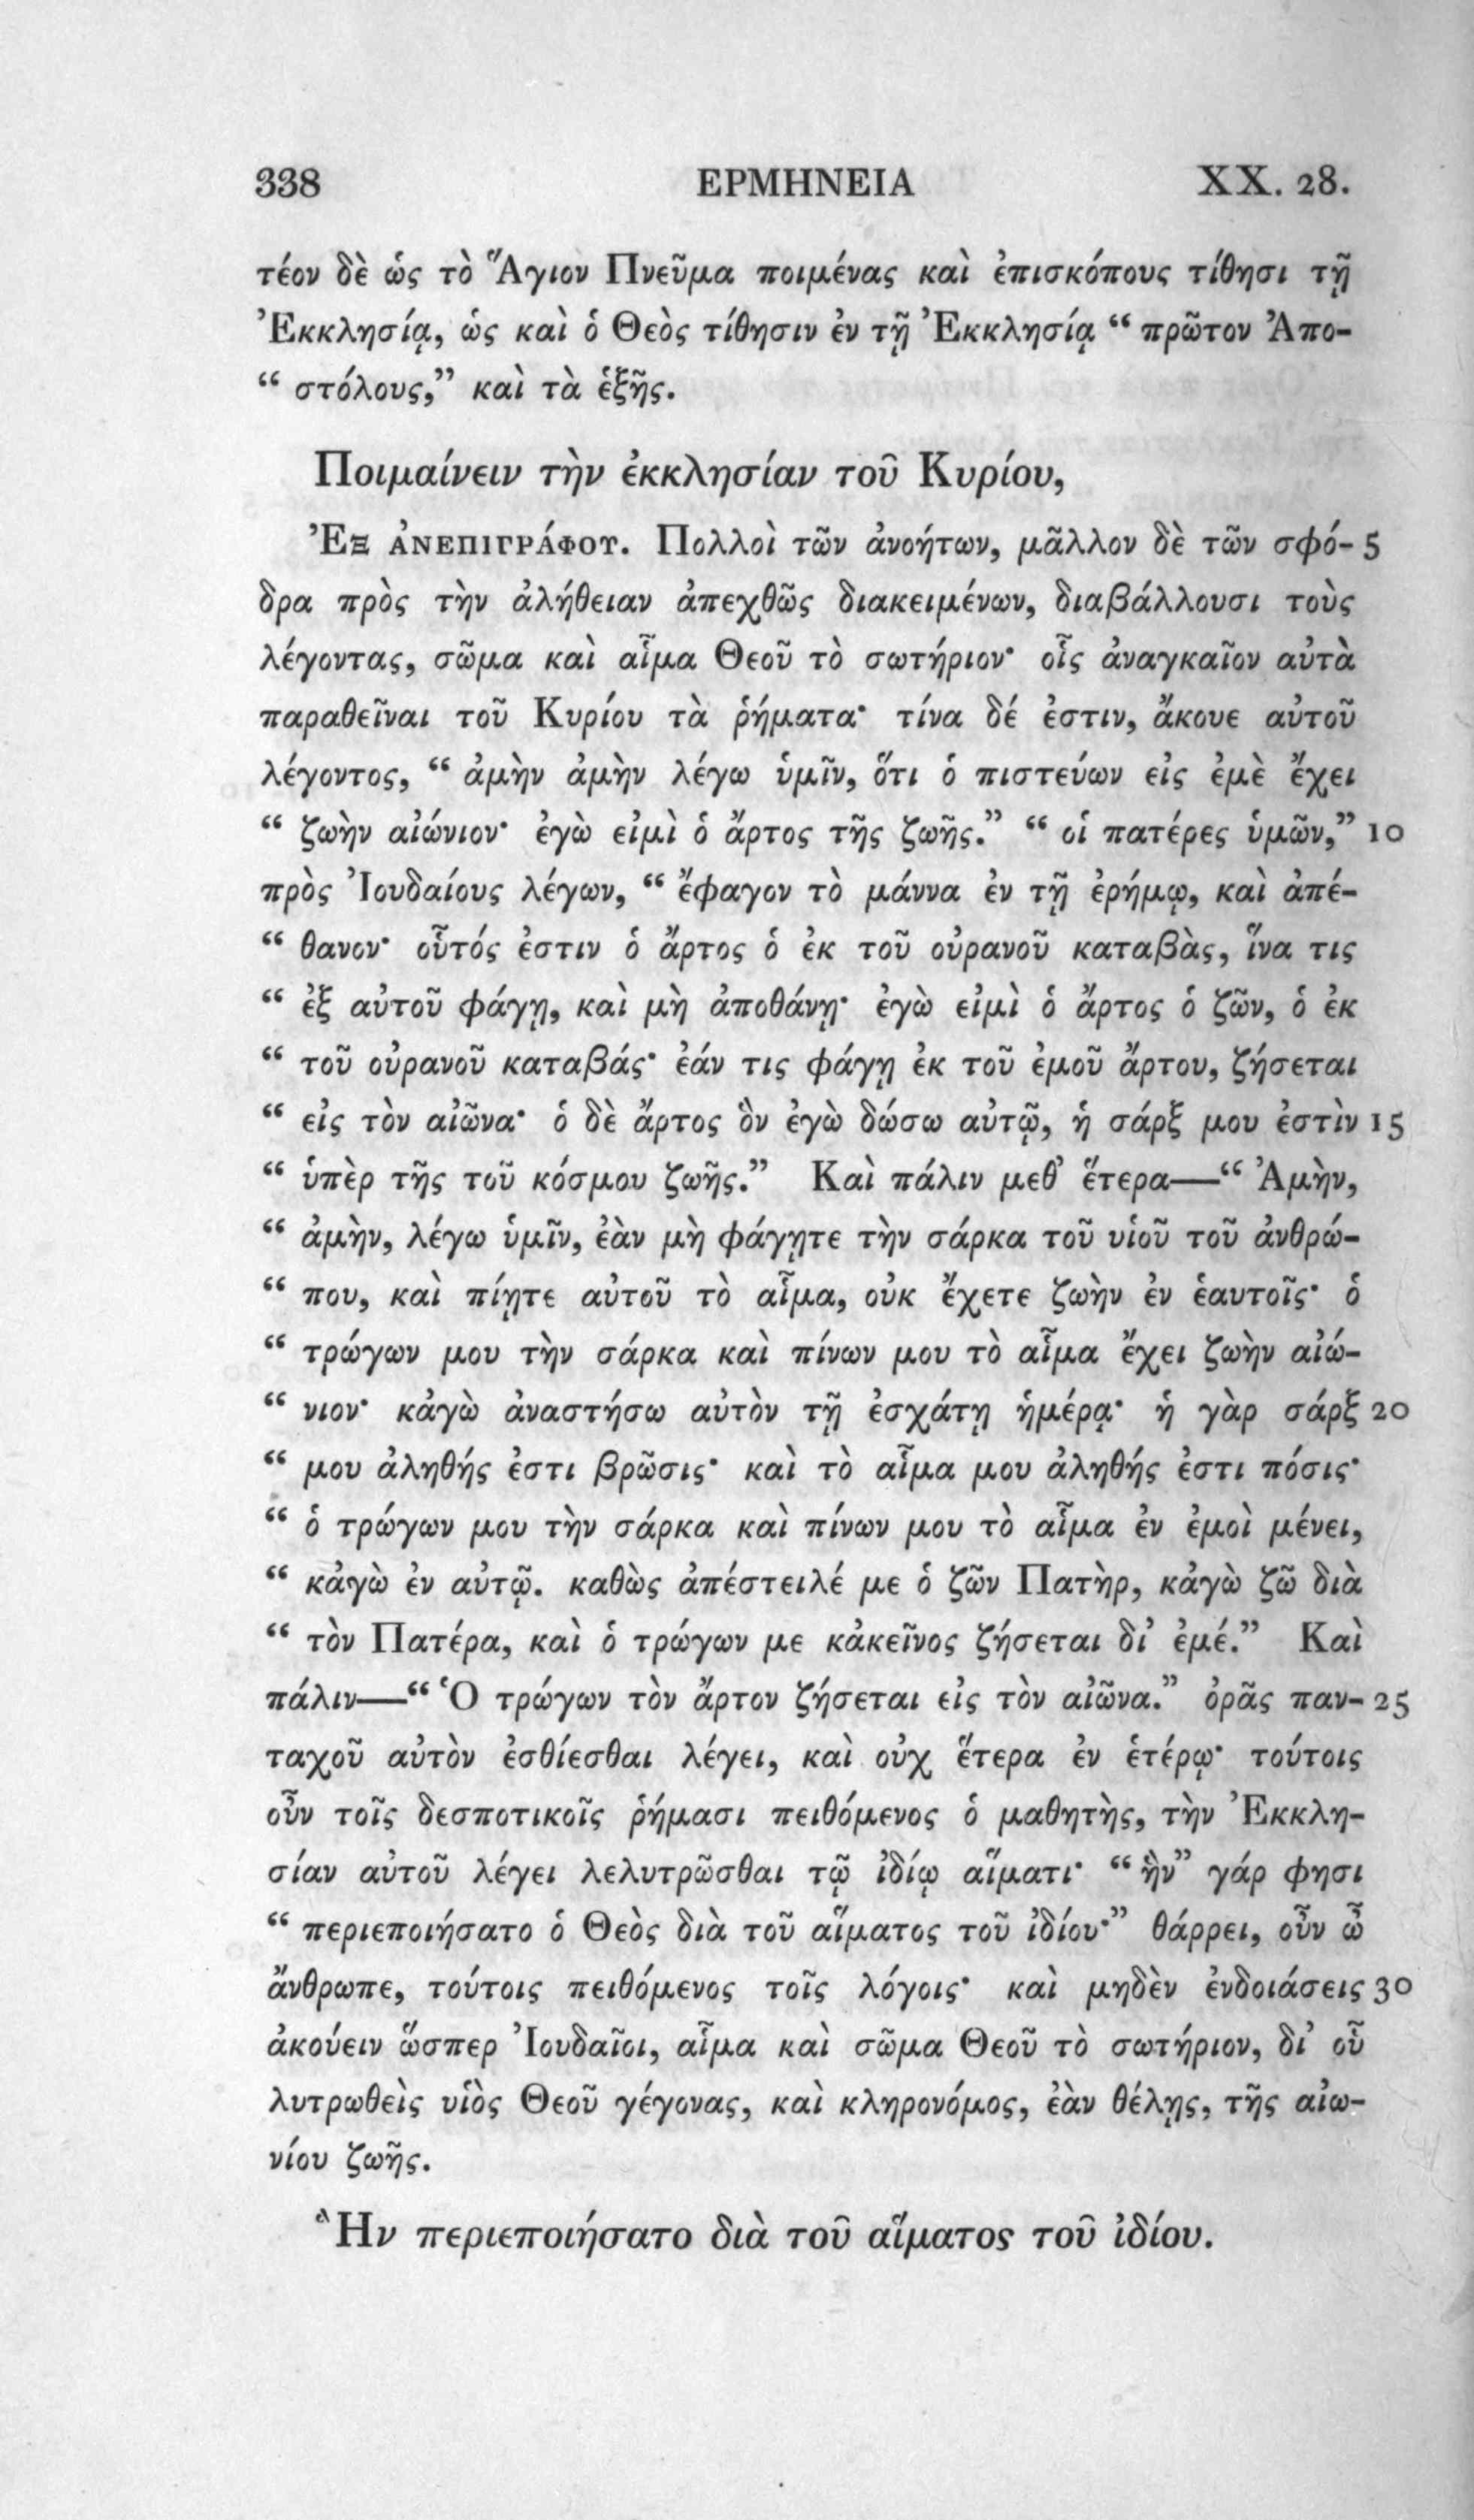 338 ΕΡΜΗΝΕΙΑ XX. 28.
τέον δὲ ὡς τὸ Ἅγιον Πνεῦμα ποιμένας καὶ ἐπισκόπους τίθησι τῇ
Ἐκκλησίᾳ, ὡς καὶ ὁ Θεὸς τίθησιν ἐν τῇ Ἐκκλησίᾳ “ πρῶτον Ἀπο-
“ στόλους,” καὶ τὰ ἑξῆς.
Ποιμαίνειν τὴν ἐκκλησίαν τοῦ Κυρίου,
Ἐξ ἀνεπιγράφου. Πολλοὶ τῶν ἀνοήτων, μᾶλλον δὲ τῶν σφό- 5
δρα πρὸς τὴν ἀλήθειαν ἀπεχθῶς διακειμένων, διαβάλλουσι τοὺς
λέγοντας, σῶμα καὶ αἷμα Θεοῦ τὸ σωτήριον· οἷς ἀναγκαῖον αὐτὰ
παραθεῖναι τοῦ Κυρίου τὰ ῥήματα· τίνα δέ ἐστιν, ἄκουε αὐτοῦ
λέγοντος, “ ἀμὴν ἀμὴν λέγω ὑμῖν, ὅτι ὁ πιστεύων εἰς ἐμὲ ἔχει
“ ζωὴν αἰώνιον· ἐγὼ εἰμὶ ὁ ἄρτος τῆς ζωῆς.” “ οἱ πατέρες ὑμῶν,” 10
πρὸς Ἰουδαίους λέγων, “ ἔφαγον τὸ μάννα ἐν τῇ ἐρήμῳ, καὶ ἀπέ-
“ θανον· οὗτός ἐστιν ὁ ἄρτος ὁ ἐκ τοῦ οὐρανοῦ καταβὰς, ἵνα τις
“ ἐξ αὐτοῦ φάγῃ, καὶ μὴ ἀποθάνῃ· ἐγὼ εἰμὶ ὁ ἄρτος ὁ ζῶν, ὁ ἐκ
“ τοῦ οὐρανοῦ καταβάς· ἐάν τις φάγῃ ἐκ τοῦ ἐμοῦ ἄρτου, ζήσεται
“ εἰς τὸν αἰῶνα· ὁ δὲ ἄρτος ὃν ἐγὼ δώσω αὐτῷ, ἡ σάρξ μου ἐστὶν 15
“ ὑπὲρ τῆς τοῦ κόσμου ζωῆς.” Καὶ πάλιν μεθ’ ἕτερα—“ Ἀμὴν,
“ ἀμὴν, λέγω ὑμῖν, ἐὰν μὴ φάγητε τὴν σάρκα τοῦ υἱοῦ τοῦ ἀνθρώ-
“ που, καὶ πίητε αὐτοῦ τὸ αἷμα, οὐκ ἔχετε ζωὴν ἐν ἑαυτοῖς· ὁ
“ τρώγων μου τὴν σάρκα καὶ πίνων μου τὸ αἷμα ἔχει ζωὴν αἰώ-
“ νιον· κἀγὼ ἀναστήσω αὐτὸν τῇ ἐσχάτῃ ἡμέρᾳ· ἡ γὰρ σάρξ 20
“ μου ἀληθής ἐστι βρῶσις· καὶ τὸ αἷμα μου ἀληθής ἐστι πόσις·
“ ὁ τρώγων μου τὴν σάρκα καὶ πίνων μου τὸ αἷμα ἐν ἐμοὶ μένει,
“ κἀγὼ ἐν αὐτῷ. καθὼς ἀπέστειλέ με ὁ ζῶν Πατὴρ, κἀγὼ ζῶ διὰ
“ τὸν Πατέρα, καὶ ὁ τρώγων με κἀκεῖνος ζήσεται δι’ ἐμέ.” Καὶ
πάλιν—“ Ὁ τρώγων τὸν ἄρτον ζήσεται εἰς τὸν αἰῶνα.” ὁρᾶς παν- 25
ταχοῦ αὐτὸν ἐσθίεσθαι λέγει, καὶ οὐχ ἕτερα ἐν ἑτέρῳ· τούτοις
οὖν τοῖς δεσποτικοῖς ῥήμασι πειθόμενος ὁ μαθητὴς, τὴν Ἐκκλη-
σίαν αὐτοῦ λέγει λελυτρῶσθαι τῷ ἰδίῳ αἵματι· “ ἣν” γάρ φησι
“ περιεποιήσατο ὁ Θεὸς διὰ τοῦ αἵματος τοῦ ἰδίου·” θάρρει, οὖν ὦ
ἄνθρωπε, τούτοις πειθόμενος τοῖς λόγοις· καὶ μηδὲν ἐνδοιάσεις 30
ἀκούειν ὥσπερ Ἰουδαῖοι, αἷμα καὶ σῶμα Θεοῦ τὸ σωτήριον, δι’ οὗ
λυτρωθεὶς υἱὸς Θεοῦ γέγονας, καὶ κληρονόμος, ἐὰν θέλῃς, τῆς αἰω-
νίου ζωῆς.
Ἣν περιεποιήσατο διὰ τοῦ αἵματος τοῦ ἰδίου.